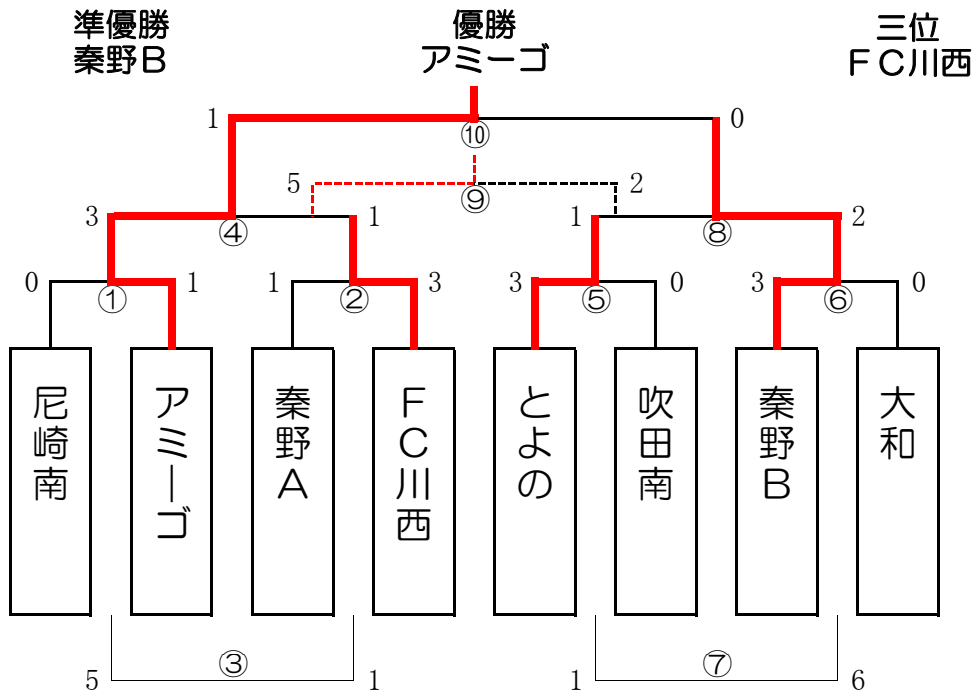 準優勝
秦野B
優勝
アミーゴ
三位
FC川西
1
⑩
0
5
⑨
2
3
④
1
1
⑧
2
0
①
1
1
②
3
3
⑤
0
3
⑥
0
尼崎南
アミーゴ
秦野A
FC川西
とよの
吹田南
秦野B
大和
5
③
1
1
⑦
6